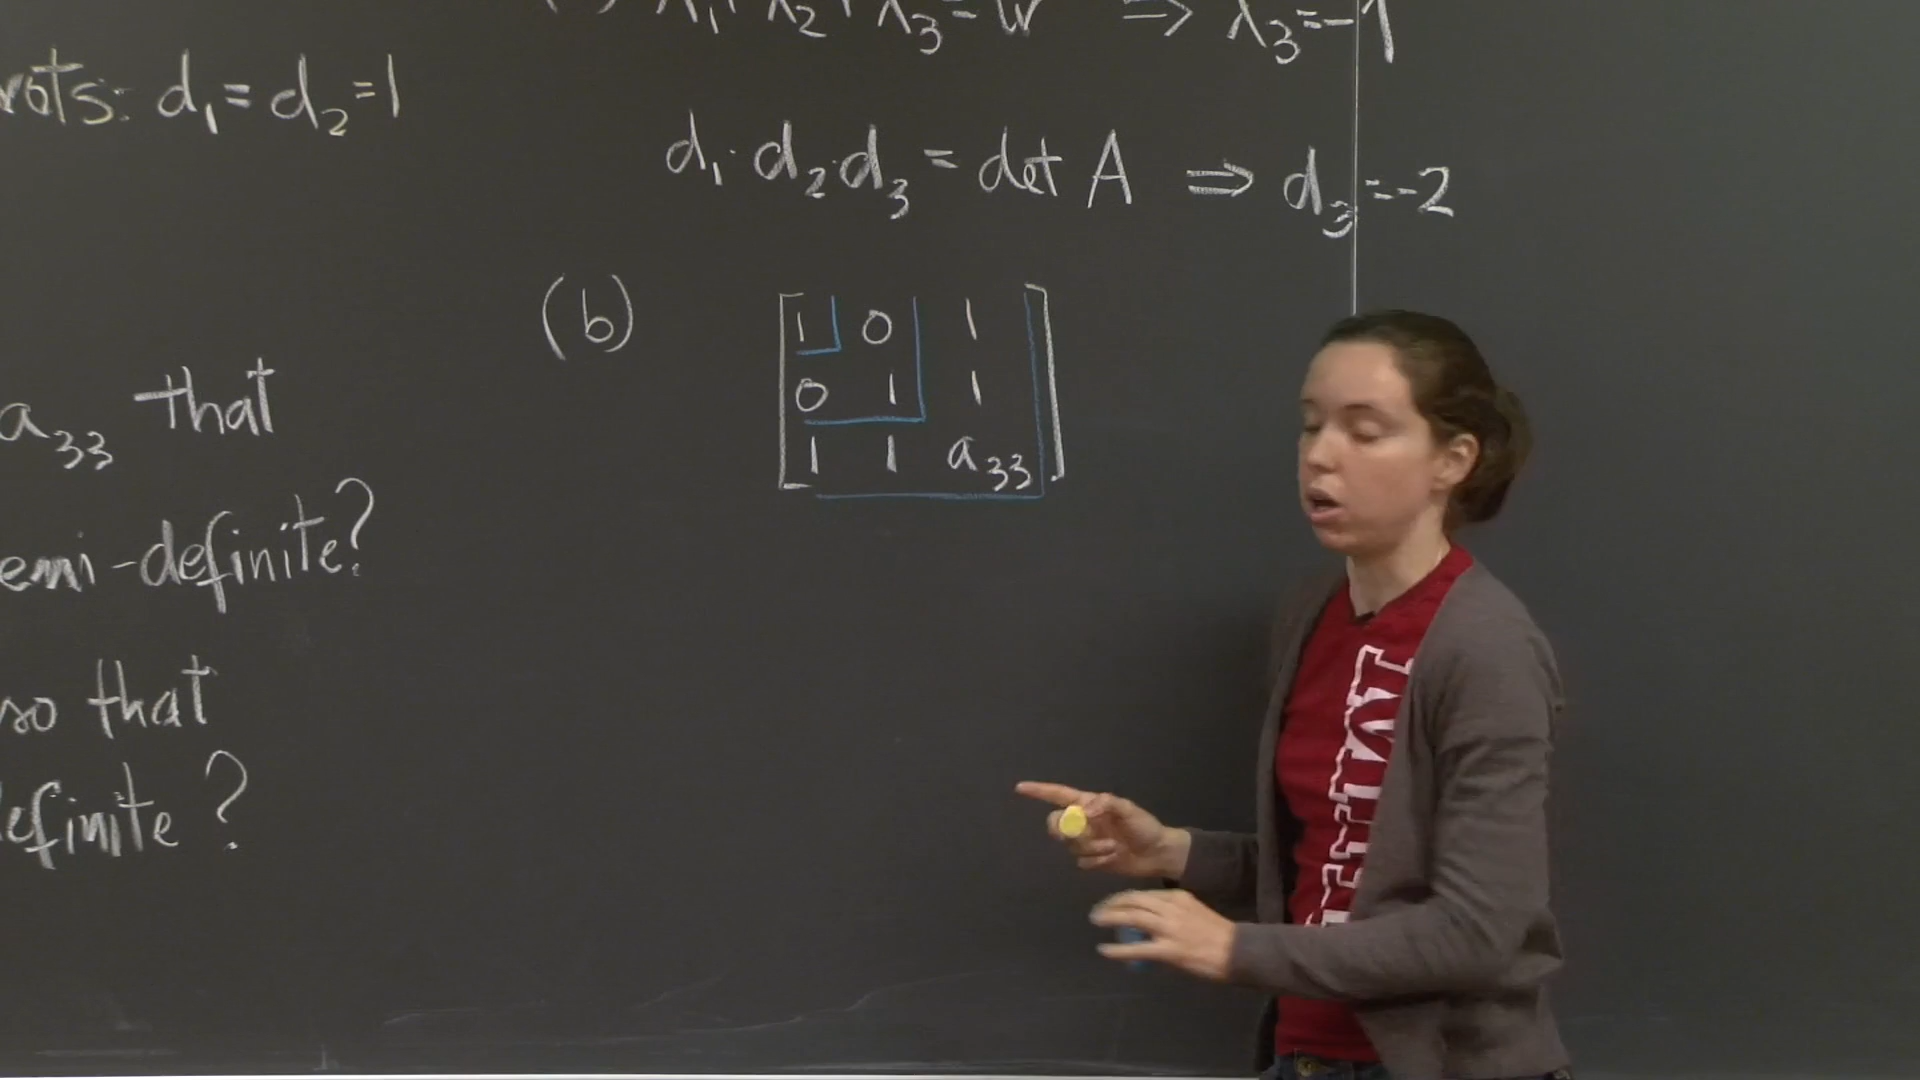 λ₁+λ₂+λ₃= tr ⇒ λ₃=-1
d₁=d₂=1
d₁·d₂·d₃ = det A ⇒ d₃=-2
(b)
1 0 1
0 1 1
1 1 a₃₃
a₃₃ that
emi-definite?
so that
efinite?